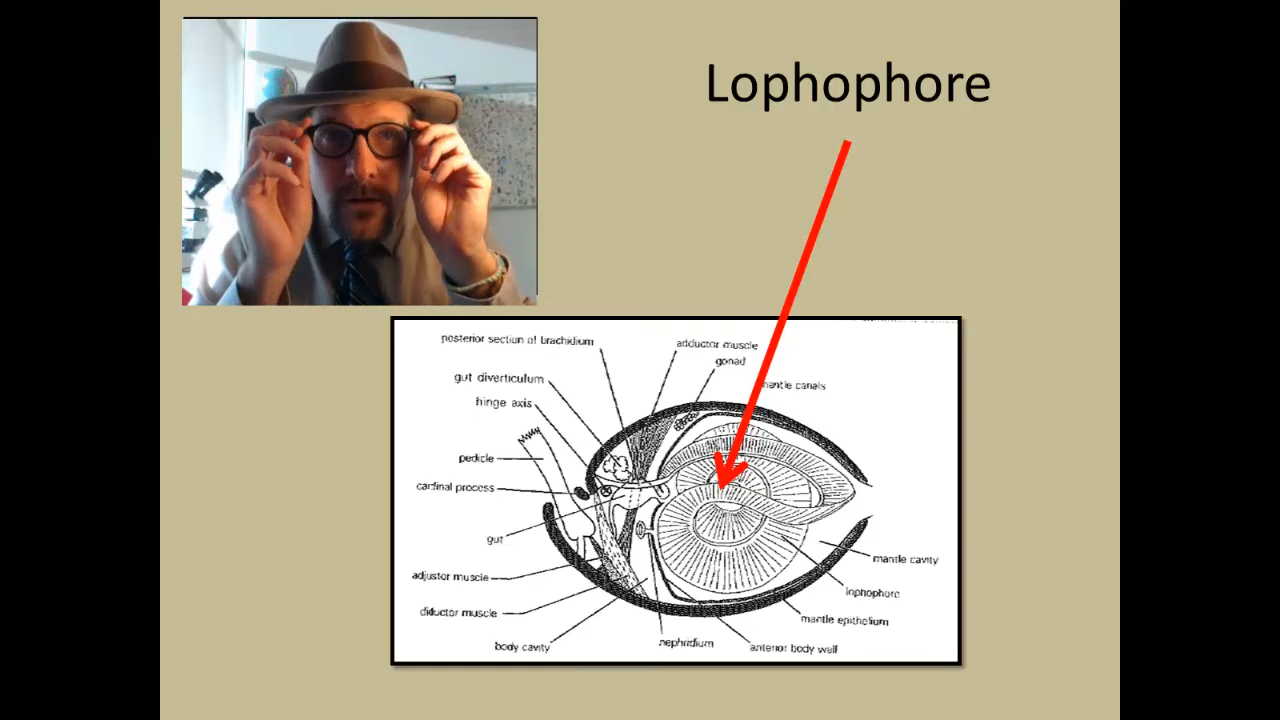 Lophophore
posterior section of brachidium
adductor muscle
gonad
gut diverticulum
mantle canals
hinge axis
pedicle
cardinal process
gut
mantle cavity
adjustor muscle
lophophore
diductor muscle
mantle epithelium
body cavity
nephridium
anterior body wall